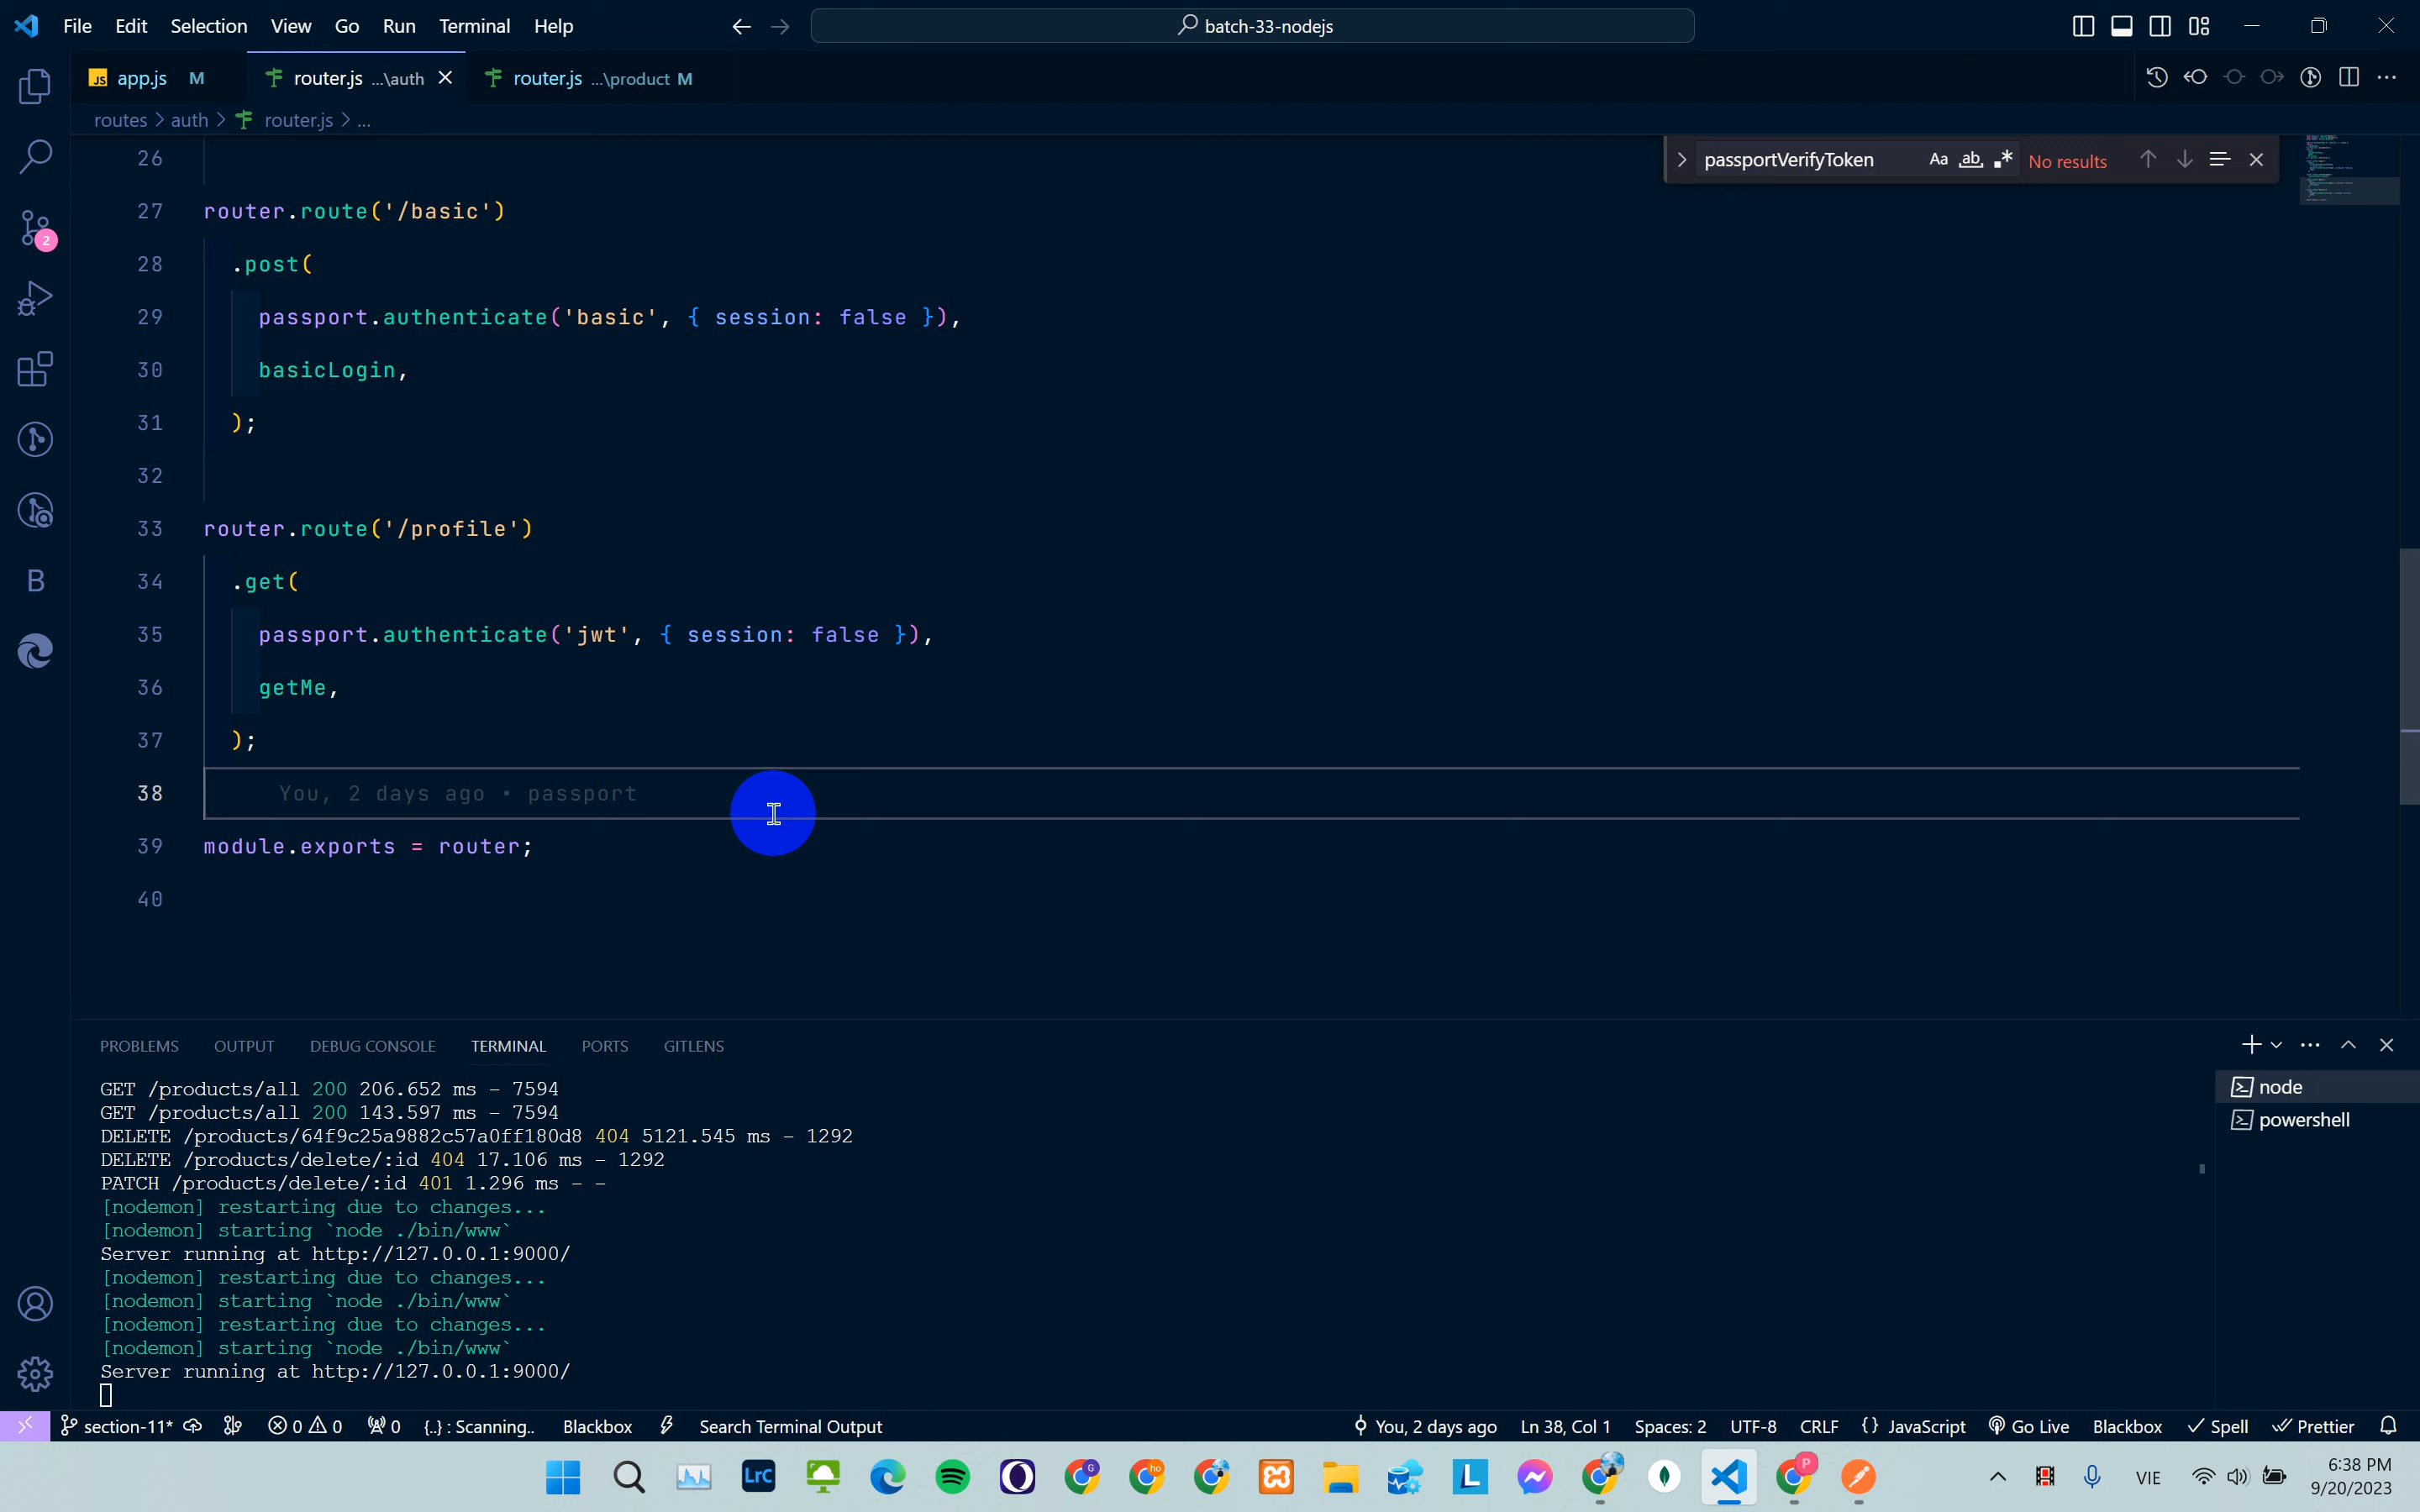 File Edit Selection View Go Run Terminal Help batch-33-nodejs
JS app.js M router.js ...\auth router.js ...\product M
routes > auth > router.js > ...
passportVerifyToken Aa ab No results
26
27 router.route('/basic')
28 .post(
29 passport.authenticate('basic', { session: false }),
30 basicLogin,
31 );
32
33 router.route('/profile')
34 .get(
35 passport.authenticate('jwt', { session: false }),
36 getMe,
37 );
38 You, 2 days ago • passport
39 module.exports = router;
40
2
B
PROBLEMS OUTPUT DEBUG CONSOLE TERMINAL PORTS GITLENS
GET /products/all 200 206.652 ms - 7594
GET /products/all 200 143.597 ms - 7594
DELETE /products/64f9c25a9882c57a0ff180d8 404 5121.545 ms - 1292
DELETE /products/delete/:id 404 17.106 ms - 1292
PATCH /products/delete/:id 401 1.296 ms - -
[nodemon] restarting due to changes...
[nodemon] starting `node ./bin/www`
Server running at http://127.0.0.1:9000/
[nodemon] restarting due to changes...
[nodemon] starting `node ./bin/www`
[nodemon] restarting due to changes...
[nodemon] starting `node ./bin/www`
Server running at http://127.0.0.1:9000/
node
powershell
section-11* 0 0 0 {..} : Scanning.. Blackbox Search Terminal Output You, 2 days ago Ln 38, Col 1 Spaces: 2 UTF-8 CRLF {} JavaScript Go Live Blackbox Spell Prettier
LrC G ho L P VIE 6:38 PM
9/20/2023